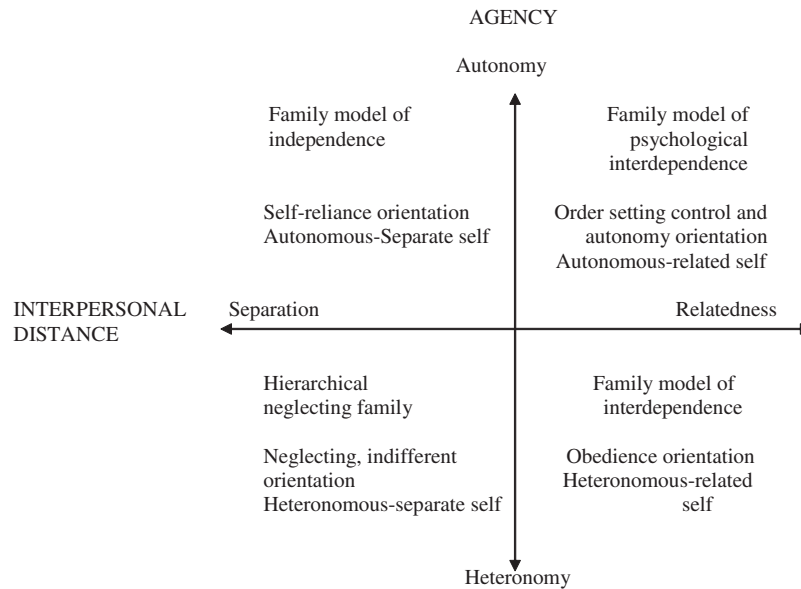 AGENCY
Autonomy
Family model of
independence
Family model of
psychological
interdependence
Self-reliance orientation
Autonomous-Separate self
Order setting control and
autonomy orientation
Autonomous-related self
INTERPERSONAL
DISTANCE
Separation
Relatedness
Hierarchical
neglecting family
Family model of
interdependence
Neglecting, indifferent
orientation
Heteronomous-separate self
Obedience orientation
Heteronomous-related
self
Heteronomy